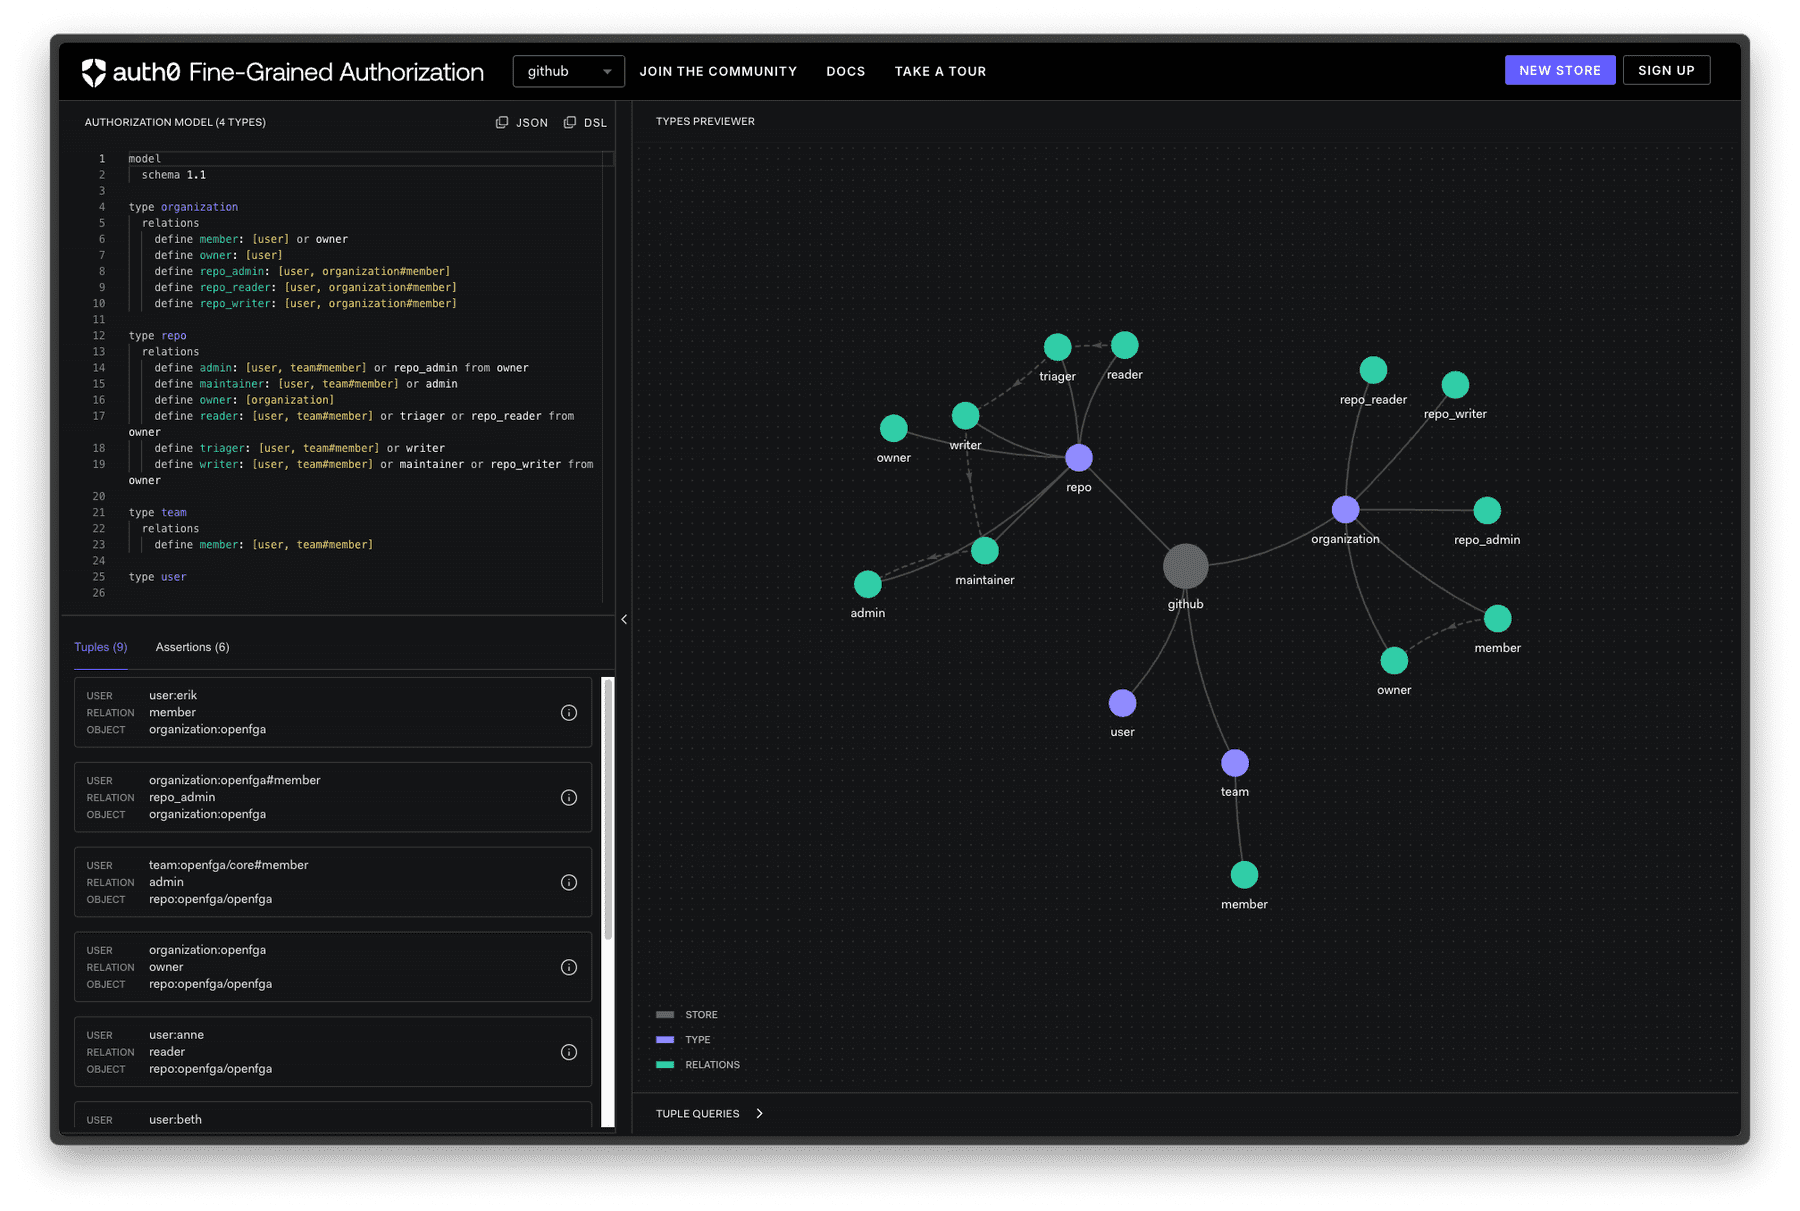 auth0 Fine-Grained Authorization
github
JOIN THE COMMUNITY
DOCS
TAKE A TOUR
NEW STORE
SIGN UP
AUTHORIZATION MODEL (4 TYPES)
JSON
DSL
1 model
2 schema 1.1
3
4 type organization
5 relations
6 define member: [user] or owner
7 define owner: [user]
8 define repo_admin: [user, organization#member]
9 define repo_reader: [user, organization#member]
10 define repo_writer: [user, organization#member]
11
12 type repo
13 relations
14 define admin: [user, team#member] or repo_admin from owner
15 define maintainer: [user, team#member] or admin
16 define owner: [organization]
17 define reader: [user, team#member] or triager or repo_reader from
owner
18 define triager: [user, team#member] or writer
19 define writer: [user, team#member] or maintainer or repo_writer from
owner
20
21 type team
22 relations
23 define member: [user, team#member]
24
25 type user
26
Tuples (9)
Assertions (6)
USER user:erik
RELATION member
OBJECT organization:openfga
USER organization:openfga#member
RELATION repo_admin
OBJECT organization:openfga
USER team:openfga/core#member
RELATION admin
OBJECT repo:openfga/openfga
USER organization:openfga
RELATION owner
OBJECT repo:openfga/openfga
USER user:anne
RELATION reader
OBJECT repo:openfga/openfga
USER user:beth
TYPES PREVIEWER
triager
reader
repo_reader
repo_writer
writer
owner
repo
organization
repo_admin
maintainer
admin
github
member
owner
user
team
member
STORE
TYPE
RELATIONS
TUPLE QUERIES